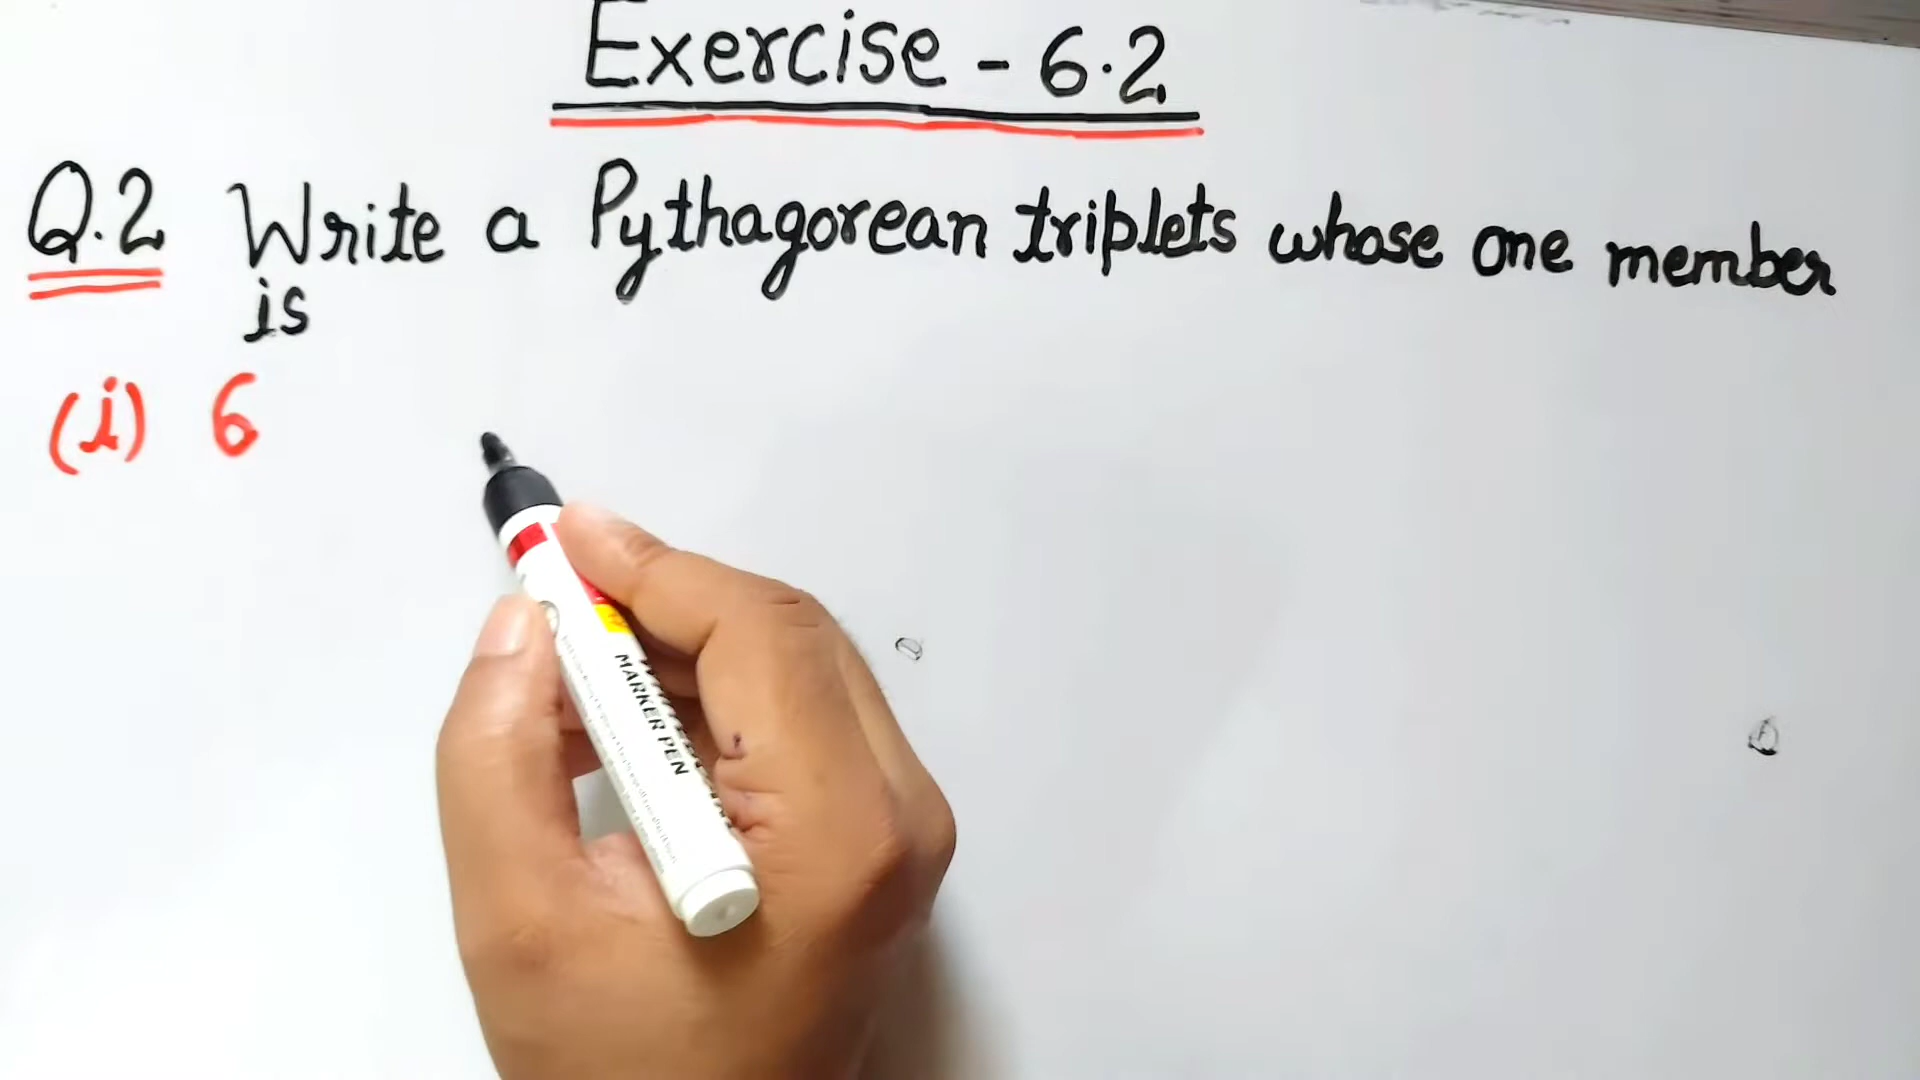 Exercise - 6.2
Q.2 Write a Pythagorean triplets whose one member
is
(i) 6
MARKER PEN